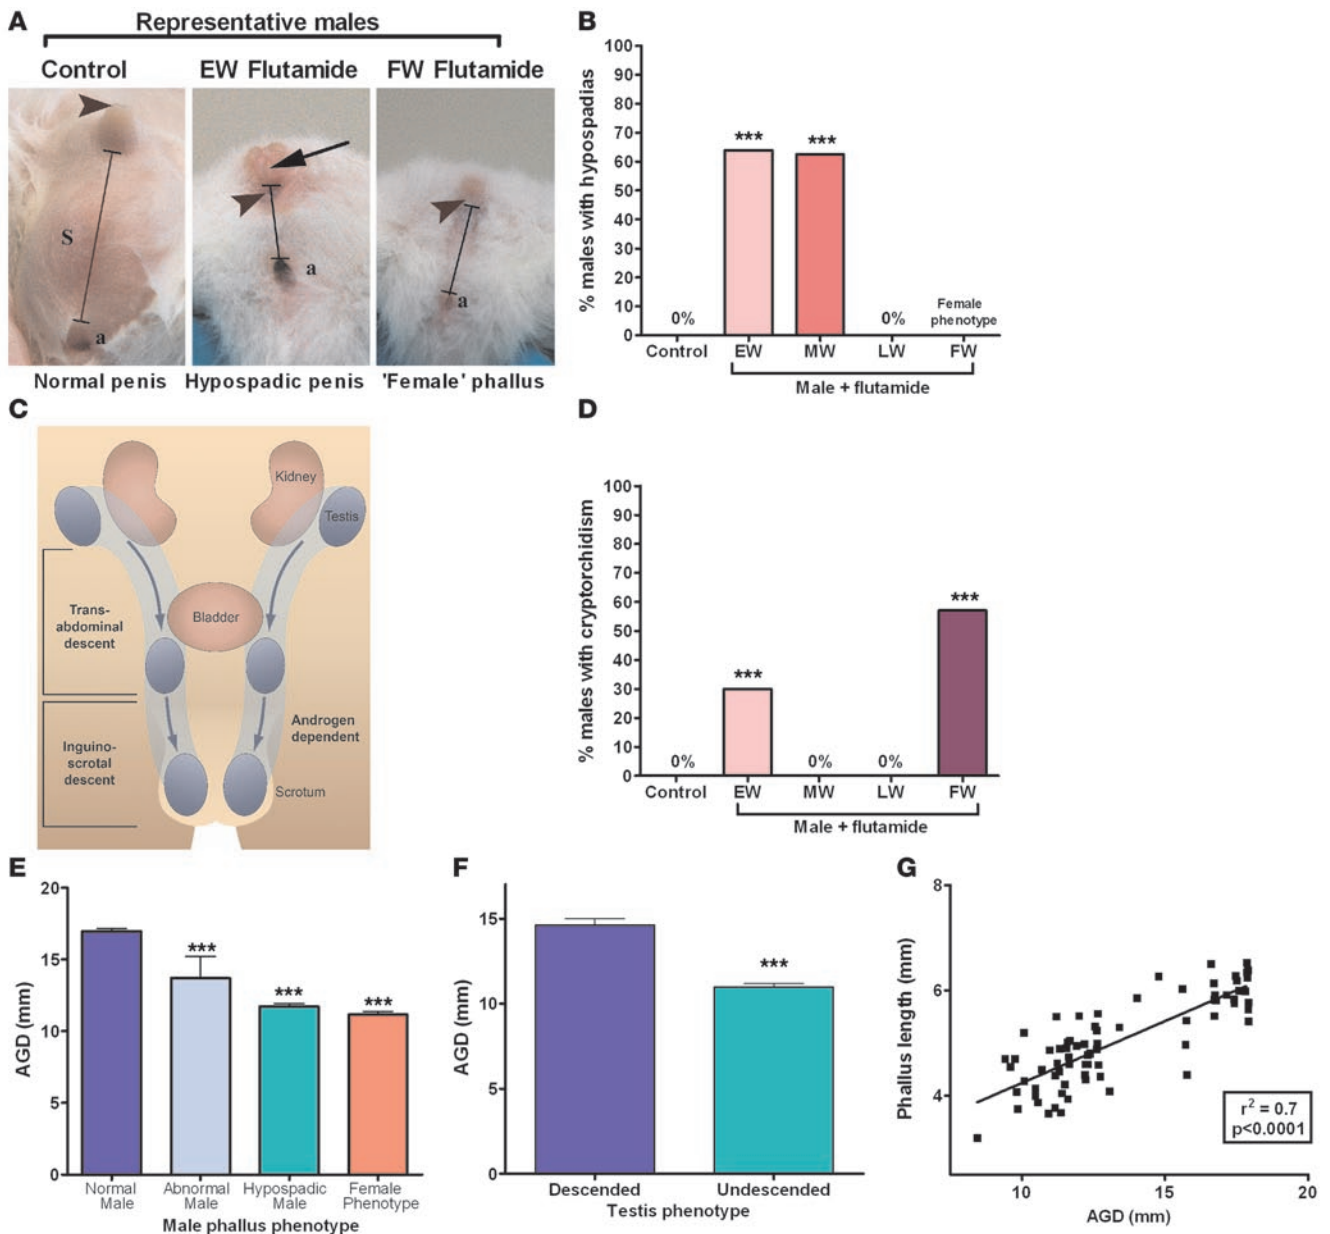 A
Representative males
Control
EW Flutamide
FW Flutamide
S
a
a
a
Normal penis
Hypospadic penis
'Female' phallus
B
% males with hypospadias
100
90
80
70
60
50
40
30
20
10
0
0%
***
***
0%
Female
phenotype
Control
EW
MW
LW
FW
Male + flutamide
C
Kidney
Testis
Trans-
abdominal
descent
Bladder
Inguino-
scrotal
descent
Androgen
dependent
Scrotum
D
% males with cryptorchidism
100
90
80
70
60
50
40
30
20
10
0
0%
***
0%
0%
***
Control
EW
MW
LW
FW
Male + flutamide
E
AGD (mm)
20
15
10
5
0
***
***
***
Normal
Male
Abnormal
Male
Hypospadic
Male
Female
Phenotype
Male phallus phenotype
F
AGD (mm)
15
10
5
0
***
Descended
Undescended
Testis phenotype
G
Phallus length (mm)
8
6
4
r² = 0.7
p<0.0001
10
15
20
AGD (mm)